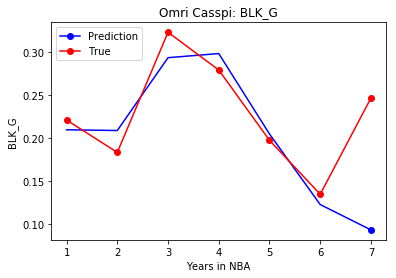 Omri Casspi: BLK_G
Prediction
True
0.30
0.25
0.20
0.15
0.10
BLK_G
1 2 3 4 5 6 7
Years in NBA